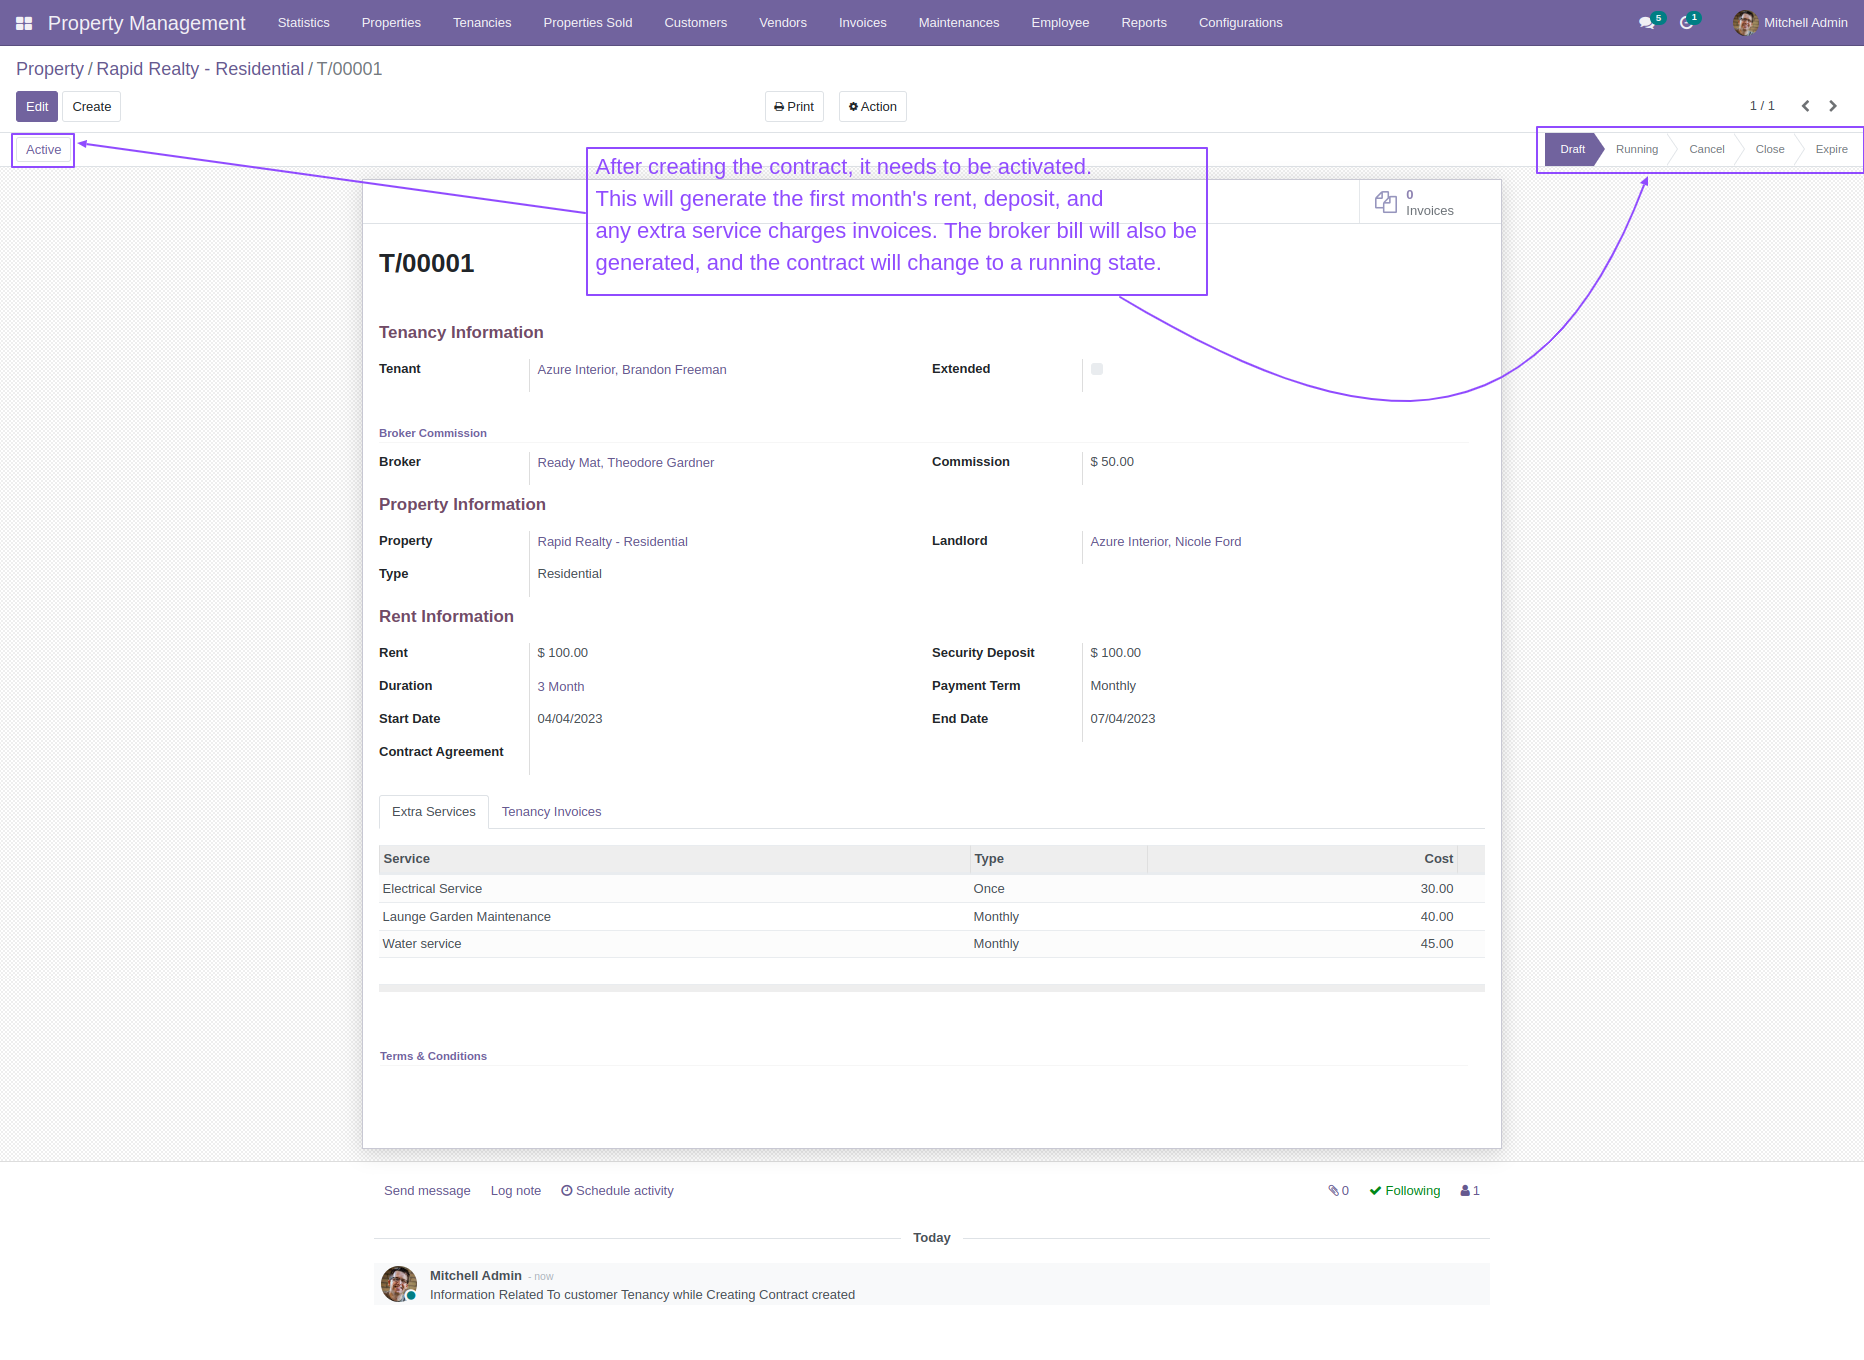 Property Management Statistics Properties Tenancies Properties Sold Customers Vendors Invoices Maintenances Employee Reports Configurations 5 1 Mitchell Admin
Property / Rapid Realty - Residential / T/00001
Edit Create Print Action 1 / 1
Active Draft Running Cancel Close Expire
After creating the contract, it needs to be activated.
This will generate the first month's rent, deposit, and
any extra service charges invoices. The broker bill will also be
generated, and the contract will change to a running state.
0
Invoices
T/00001
Tenancy Information
Tenant Azure Interior, Brandon Freeman Extended
Broker Commission
Broker Ready Mat, Theodore Gardner Commission $ 50.00
Property Information
Property Rapid Realty - Residential Landlord Azure Interior, Nicole Ford
Type Residential
Rent Information
Rent $ 100.00 Security Deposit $ 100.00
Duration 3 Month Payment Term Monthly
Start Date 04/04/2023 End Date 07/04/2023
Contract Agreement
Extra Services Tenancy Invoices
Service Type Cost
Electrical Service Once 30.00
Launge Garden Maintenance Monthly 40.00
Water service Monthly 45.00
Terms & Conditions
Send message Log note Schedule activity 0 Following 1
Today
Mitchell Admin - now
Information Related To customer Tenancy while Creating Contract created